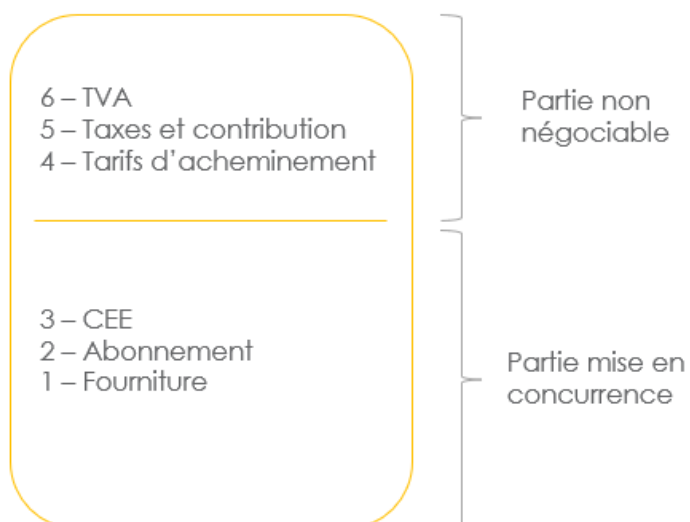 6 – TVA
5 – Taxes et contribution
4 – Tarifs d’acheminement
Partie non
négociable
3 – CEE
2 – Abonnement
1 – Fourniture
Partie mise en
concurrence